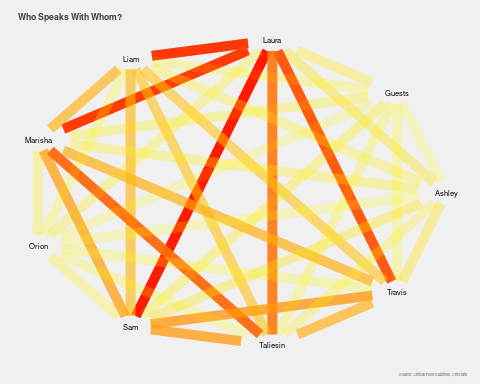 Who Speaks With Whom?
Laura
Liam
Guests
Marisha
Ashley
Orion
Travis
Sam
Taliesin